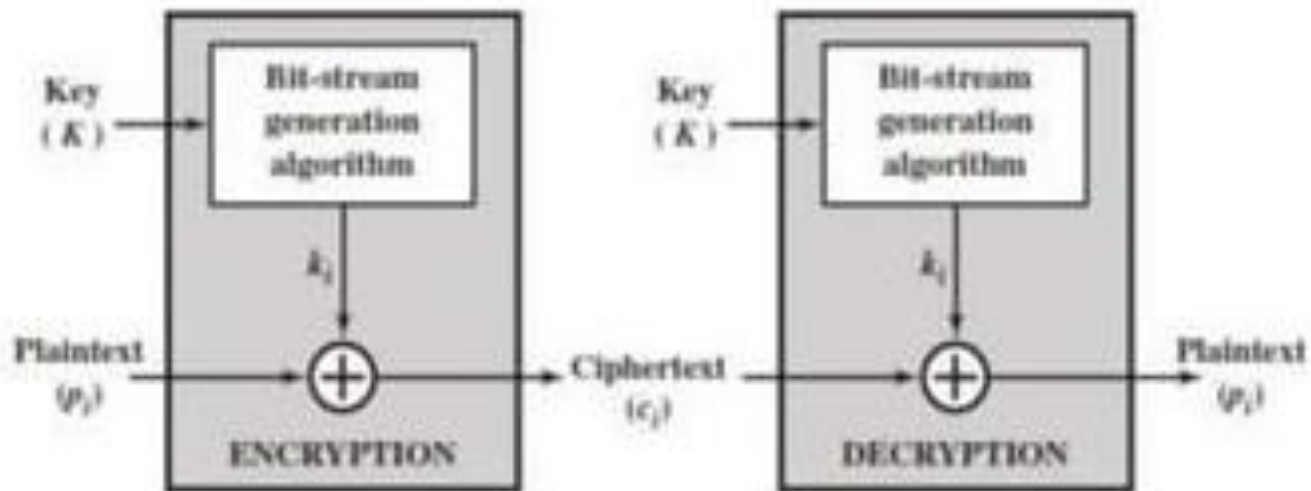 Key
( K )
Bit-stream
generation
algorithm
k_i
Plaintext
(p_i)
ENCRYPTION
Ciphertext
(c_i)
Key
( K )
Bit-stream
generation
algorithm
k_i
DECRYPTION
Plaintext
(p_i)